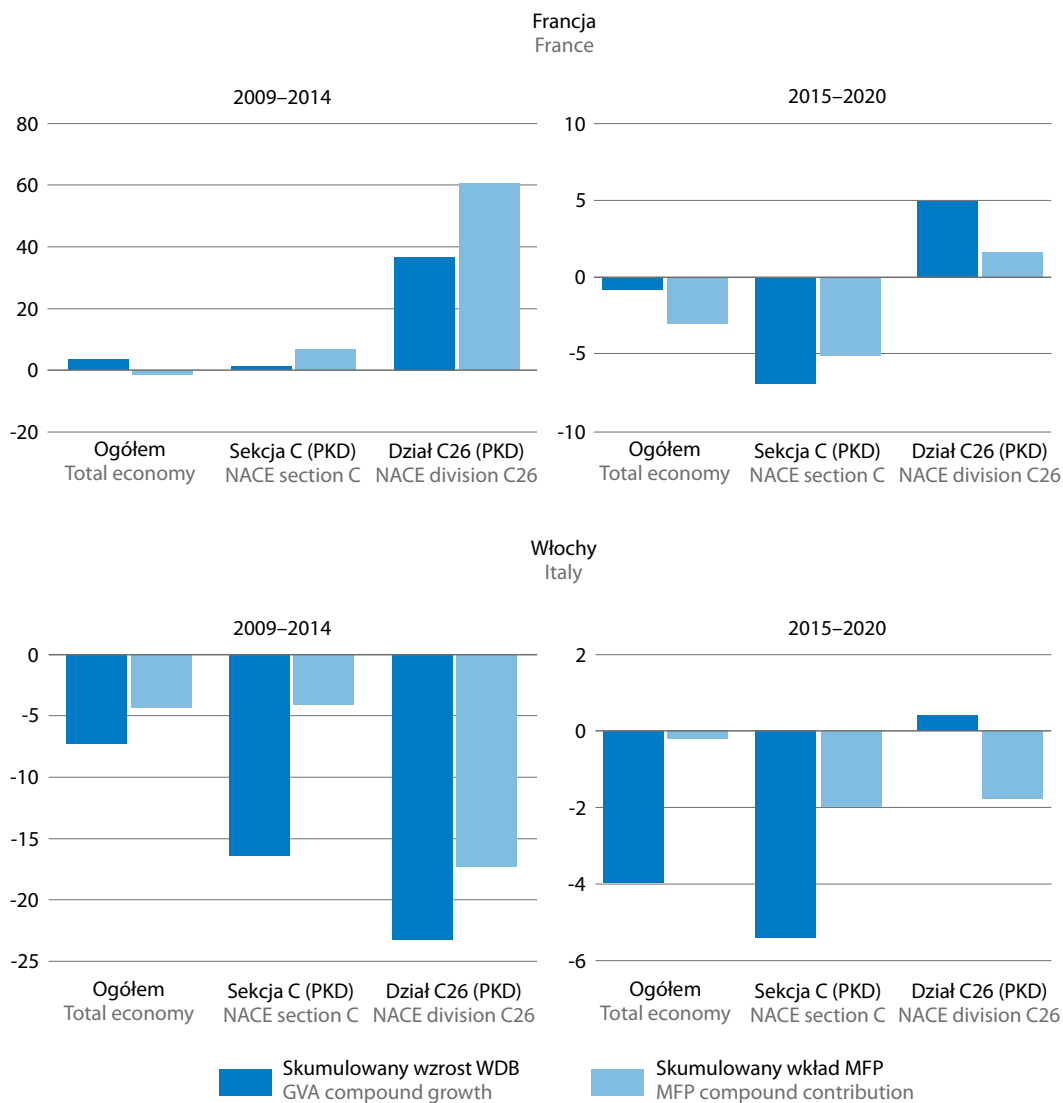 Francja
France
2009–2014
80
60
40
20
0
-20
Ogółem
Total economy
Sekcja C (PKD)
NACE section C
Dział C26 (PKD)
NACE division C26
2015–2020
10
5
0
-5
-10
Ogółem
Total economy
Sekcja C (PKD)
NACE section C
Dział C26 (PKD)
NACE division C26
Włochy
Italy
2009–2014
0
-5
-10
-15
-20
-25
Ogółem
Total economy
Sekcja C (PKD)
NACE section C
Dział C26 (PKD)
NACE division C26
2015–2020
2
0
-2
-4
-6
Ogółem
Total economy
Sekcja C (PKD)
NACE section C
Dział C26 (PKD)
NACE division C26
Skumulowany wzrost WDB
GVA compound growth
Skumulowany wkład MFP
MFP compound contribution